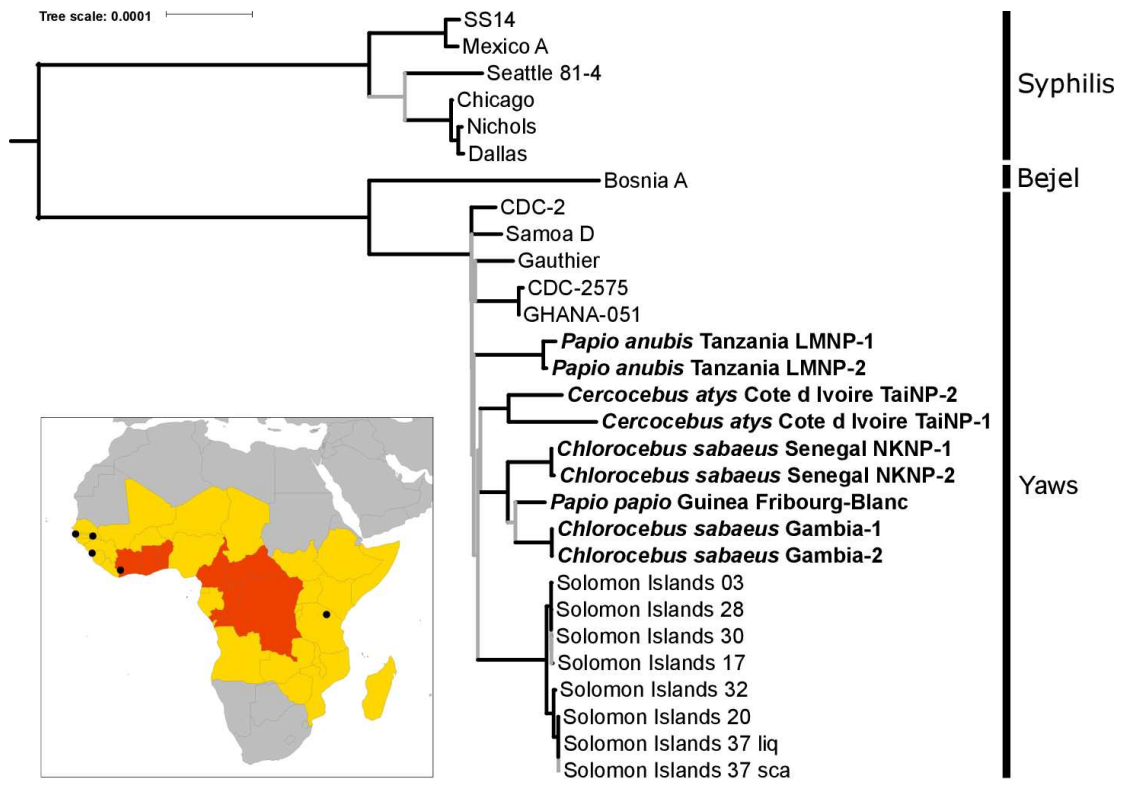 Tree scale: 0.0001
SS14
Mexico A
Seattle 81-4
Chicago
Nichols
Dallas
Syphilis
Bosnia A
Bejel
CDC-2
Samoa D
Gauthier
CDC-2575
GHANA-051
Papio anubis Tanzania LMNP-1
Papio anubis Tanzania LMNP-2
Cercocebus atys Cote d Ivoire TaiNP-2
Cercocebus atys Cote d Ivoire TaiNP-1
Chlorocebus sabaeus Senegal NKNP-1
Chlorocebus sabaeus Senegal NKNP-2
Papio papio Guinea Fribourg-Blanc
Chlorocebus sabaeus Gambia-1
Chlorocebus sabaeus Gambia-2
Solomon Islands 03
Solomon Islands 28
Solomon Islands 30
Solomon Islands 17
Solomon Islands 32
Solomon Islands 20
Solomon Islands 37 liq
Solomon Islands 37 sca
Yaws